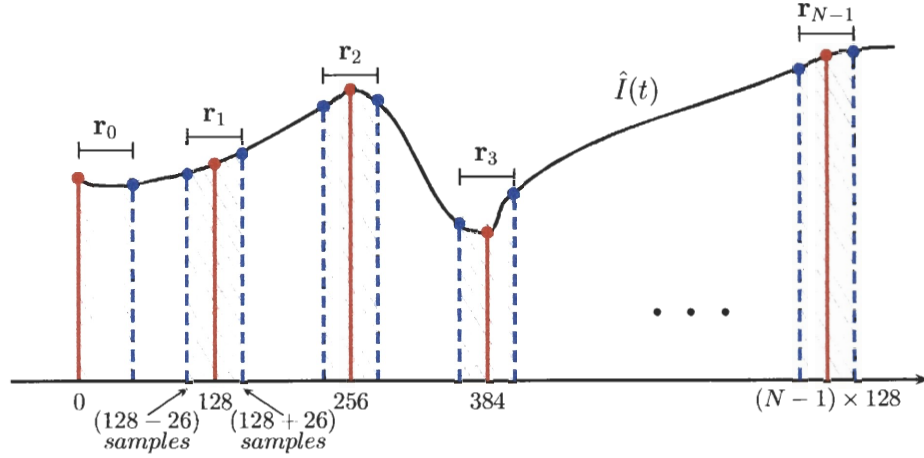 r_{N−1}
r_2
Î(t)
r_1
r_0
r_3
. . .
0 128 256 384 (N − 1) × 128
(128 − 26) (128 + 26)
samples samples